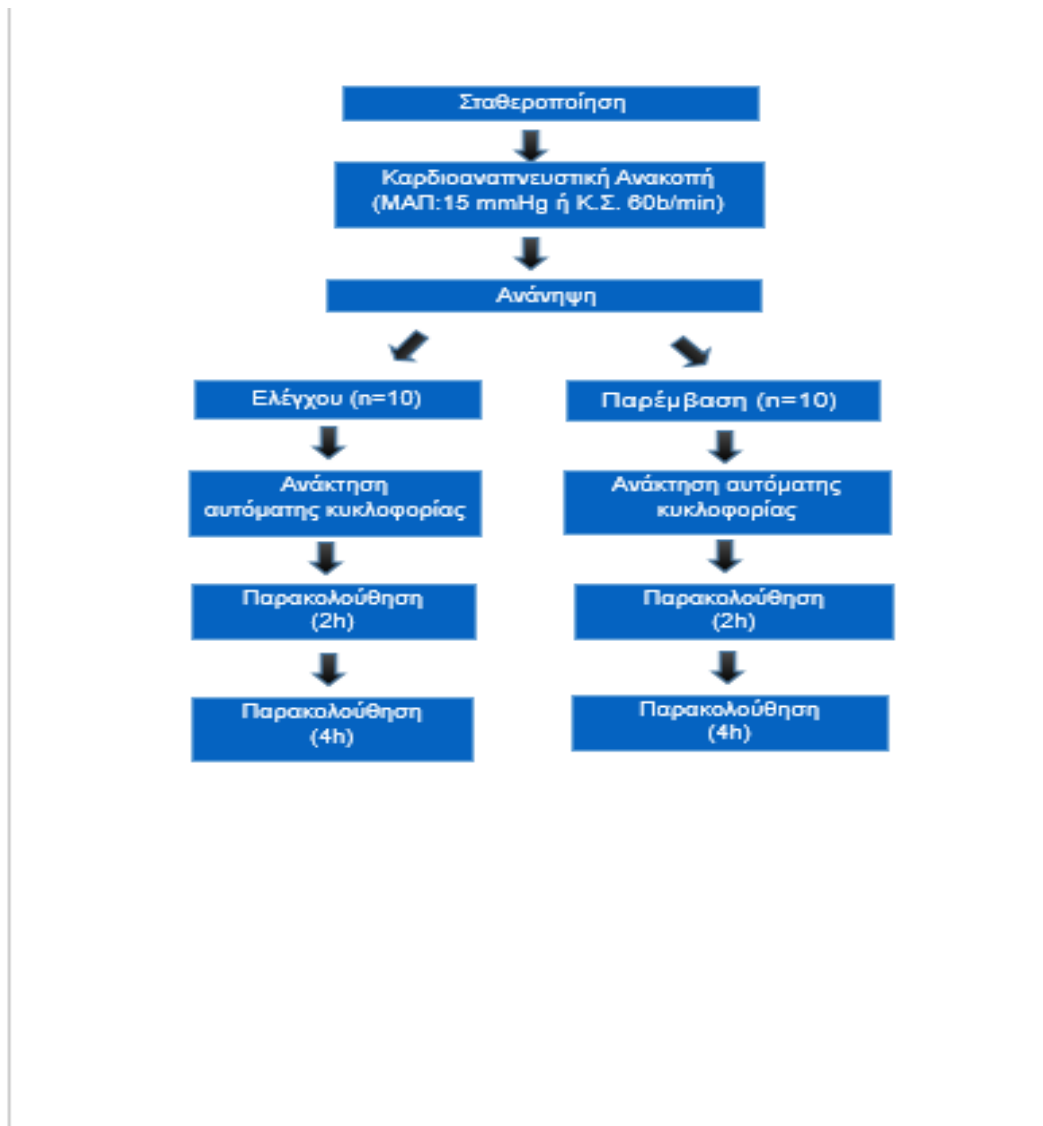 Σταθεροποίηση
Καρδιοαναπνευστική Ανακοπή
(ΜΑΠ:15 mmHg ή Κ.Σ. 60b/min)
Ανάνηψη
Ελέγχου (n=10)
Παρέμβαση (n=10)
Ανάκτηση
αυτόματης κυκλοφορίας
Ανάκτηση αυτόματης
κυκλοφορίας
Παρακολούθηση
(2h)
Παρακολούθηση
(2h)
Παρακολούθηση
(4h)
Παρακολούθηση
(4h)